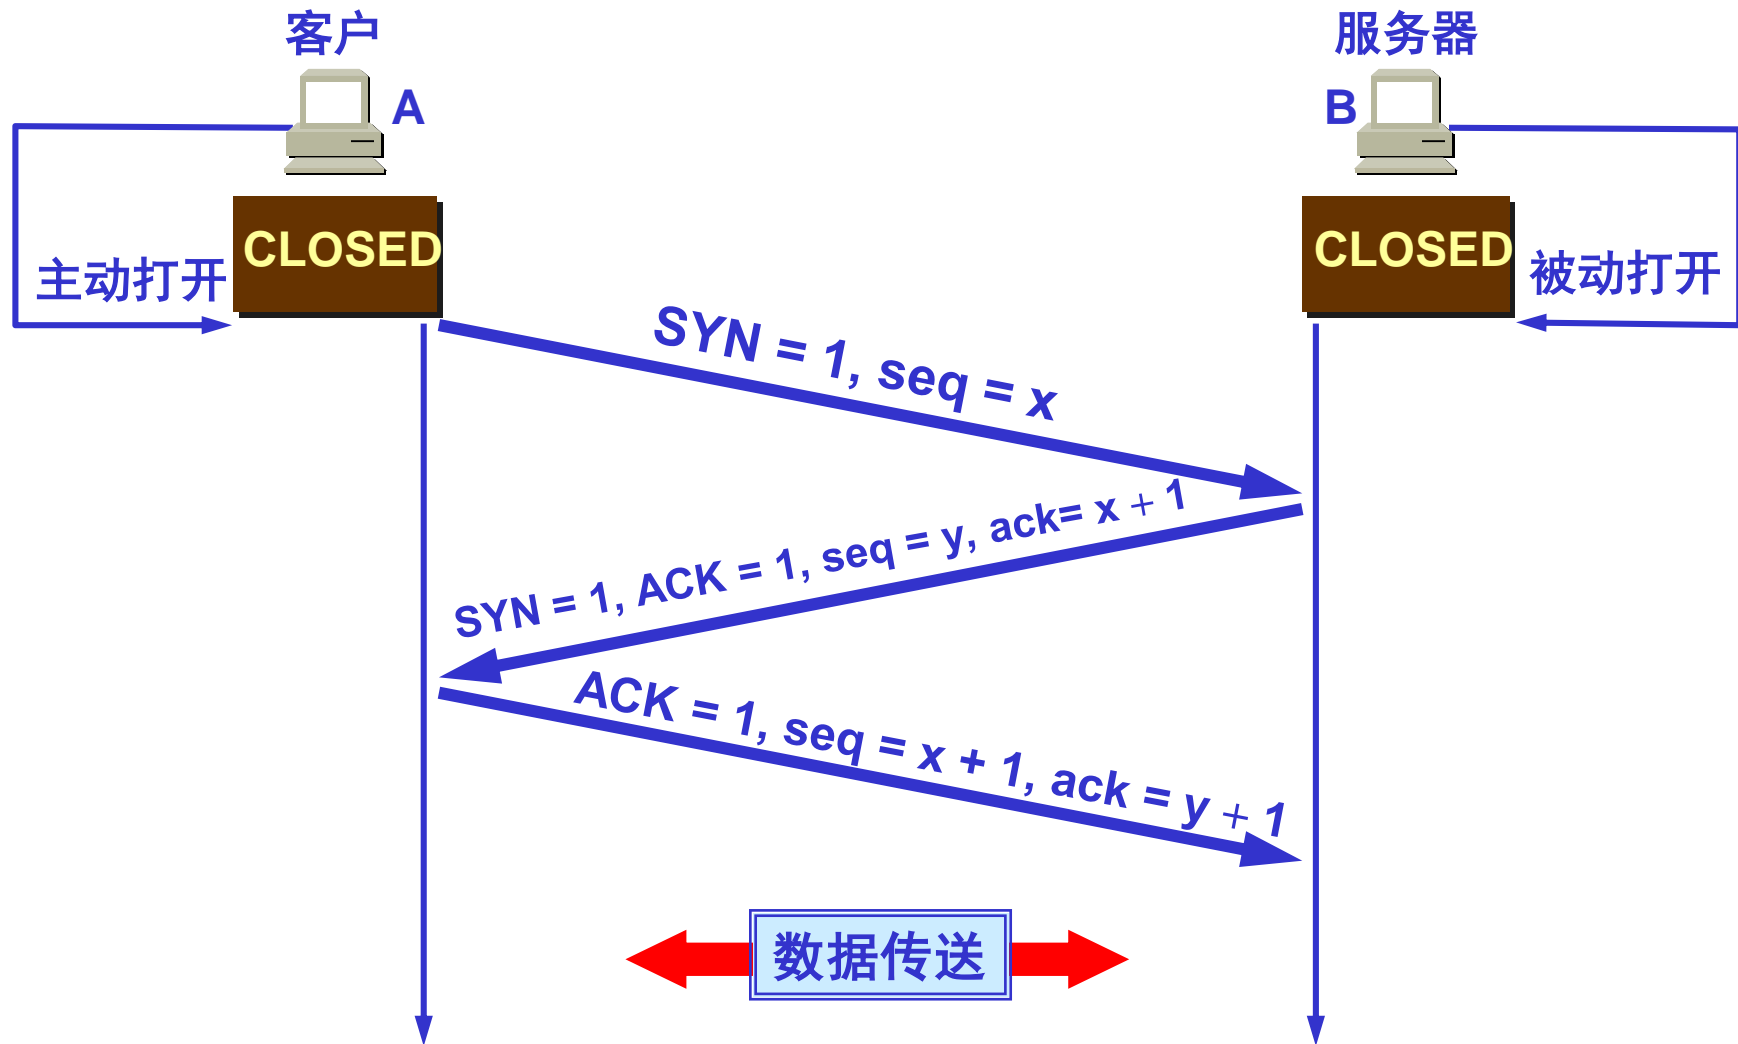 客户
服务器
A
B
CLOSED
CLOSED
主动打开
被动打开
SYN = 1, seq = x
SYN = 1, ACK = 1, seq = y, ack= x + 1
ACK = 1, seq = x + 1, ack = y + 1
数据传送